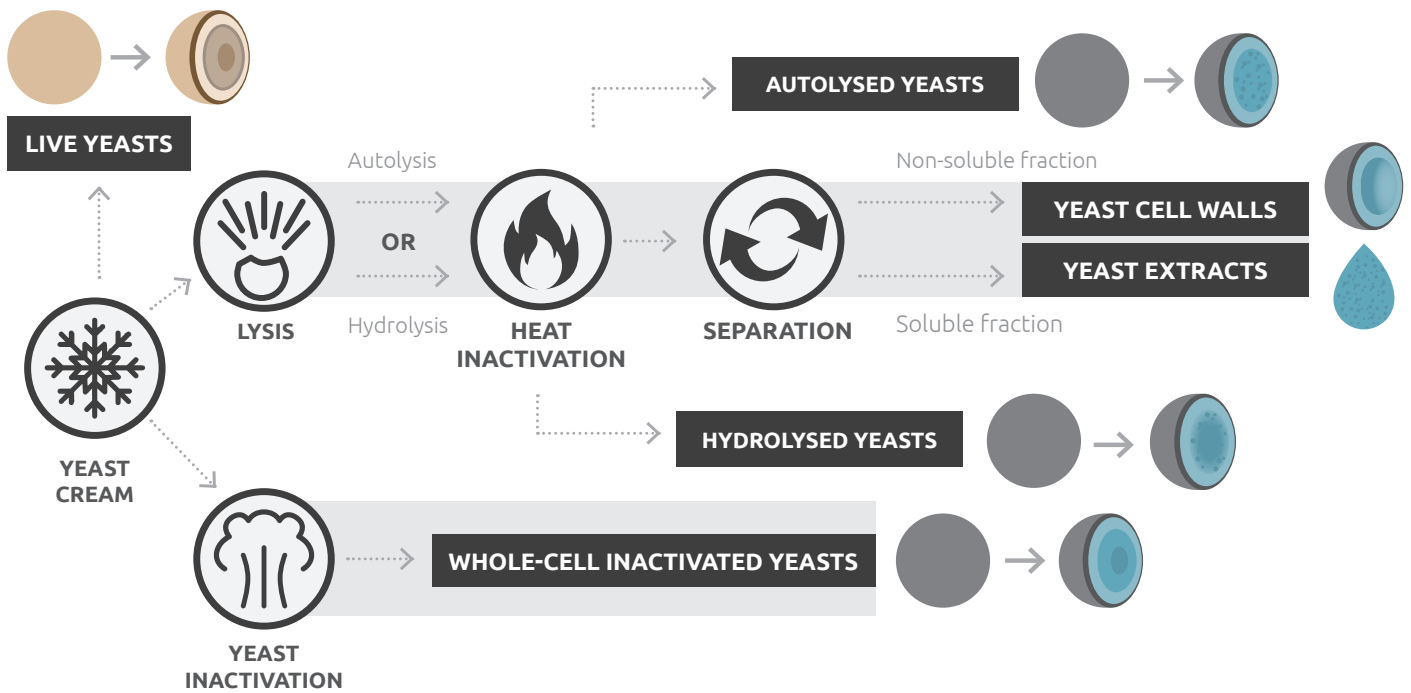 AUTOLYSED YEASTS
LIVE YEASTS
Autolysis
Non-soluble fraction
YEAST CELL WALLS
OR
YEAST EXTRACTS
LYSIS
Hydrolysis
HEAT
INACTIVATION
SEPARATION
Soluble fraction
HYDROLYSED YEASTS
YEAST
CREAM
WHOLE-CELL INACTIVATED YEASTS
YEAST
INACTIVATION